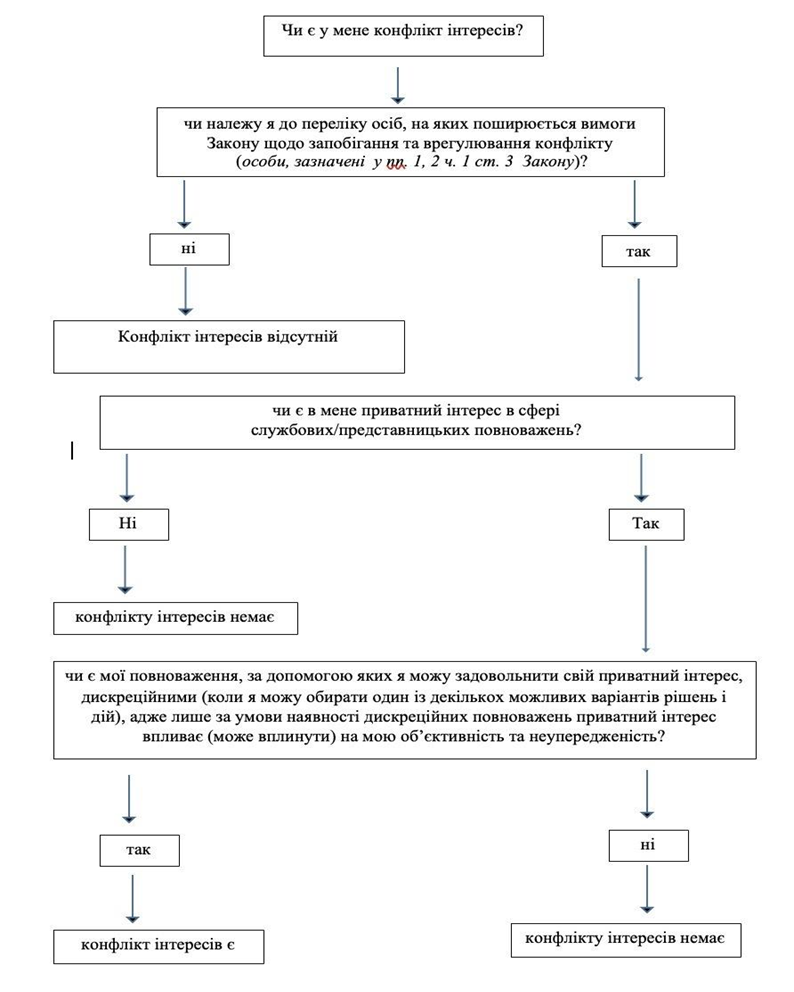 Чи є у мене конфлікт інтересів?
чи належу я до переліку осіб, на яких поширюється вимоги
Закону щодо запобігання та врегулювання конфлікту
(особи, зазначені у пп. 1, 2 ч. 1 ст. 3 Закону)?
ні
так
Конфлікт інтересів відсутній
чи є в мене приватний інтерес в сфері
службових/представницьких повноважень?
Ні
Так
конфлікту інтересів немає
чи є мої повноваження, за допомогою яких я можу задовольнити свій приватний інтерес,
дискреційними (коли я можу обирати один із декількох можливих варіантів рішень і
дій), адже лише за умови наявності дискреційних повноважень приватний інтерес
впливає (може вплинути) на мою об’єктивність та неупередженість?
так
ні
конфлікт інтересів є
конфлікту інтересів немає